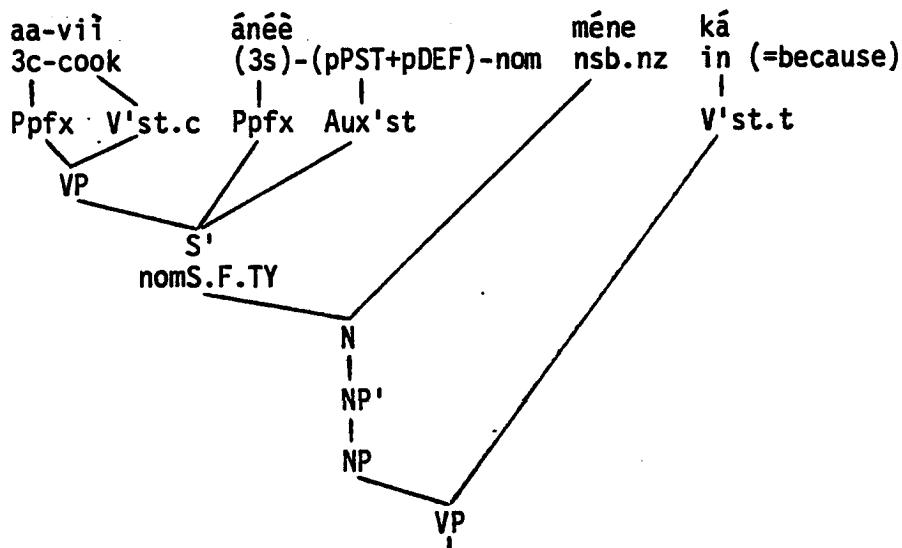 aa-viì ánéè méne ká
3c-cook (3s)-(pPST+pDEF)-nom nsb.nz in (=because)
Ppfx V'st.c Ppfx Aux'st V'st.t
VP
S'
nomS.F.TY
N
NP'
NP
VP